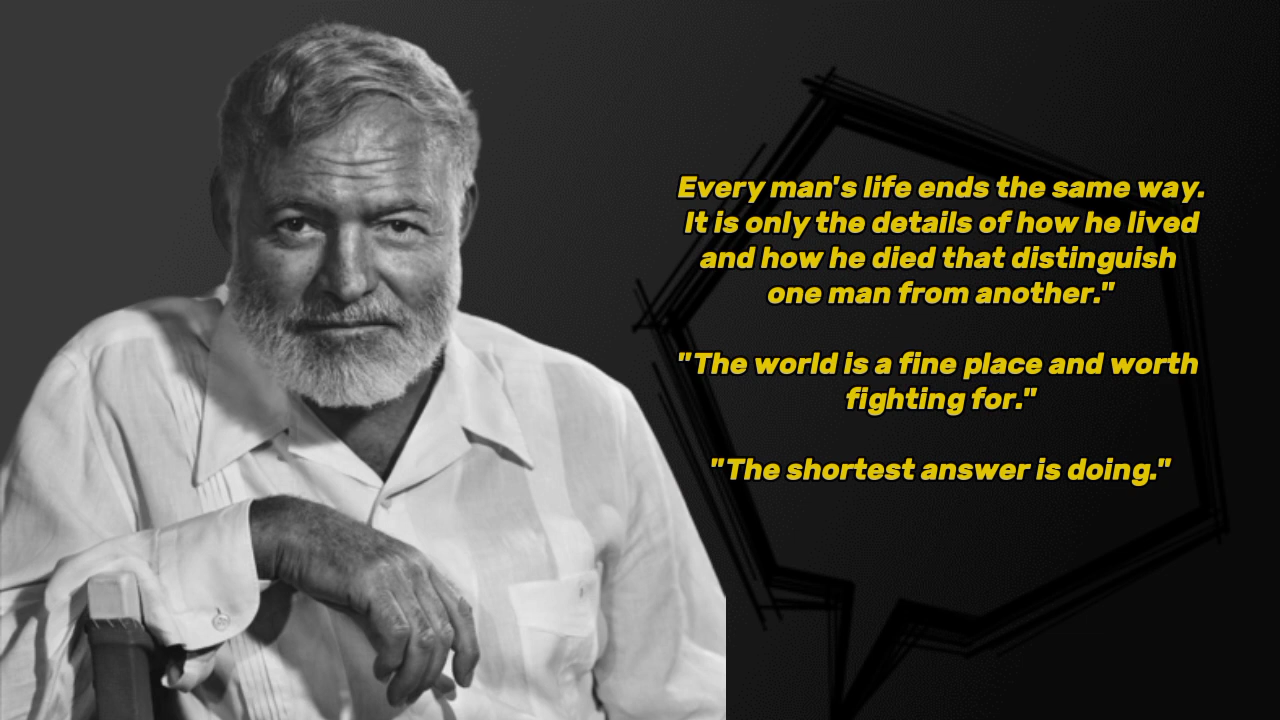 Every man's life ends the same way.
It is only the details of how he lived
and how he died that distinguish
one man from another."
"The world is a fine place and worth
fighting for."
"The shortest answer is doing."